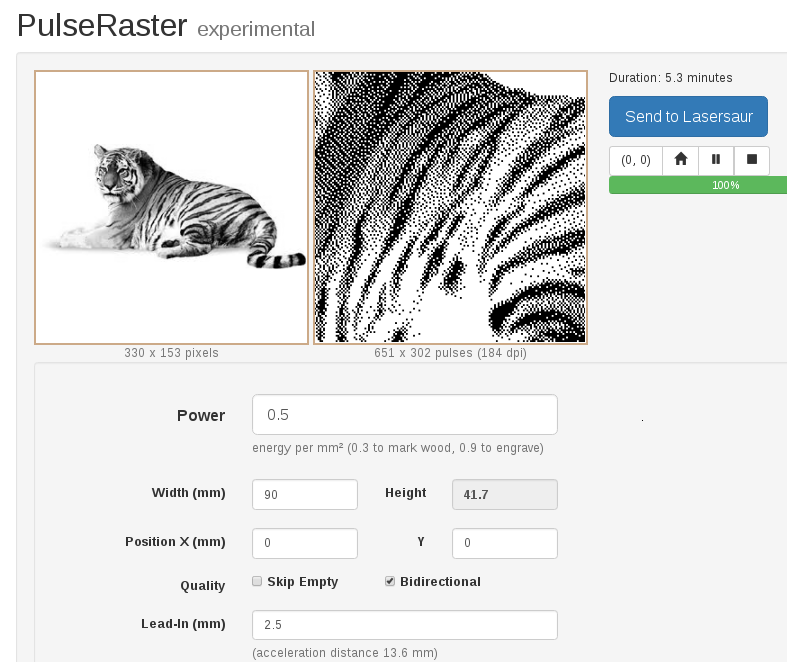 PulseRaster experimental
Duration: 5.3 minutes
Send to Lasersaur
(0, 0)
100%
330 x 153 pixels
651 x 302 pulses (184 dpi)
Power 0.5
energy per mm² (0.3 to mark wood, 0.9 to engrave)
Width (mm) 90 Height 41.7
Position X (mm) 0 Y 0
Quality Skip Empty Bidirectional
Lead-In (mm) 2.5
(acceleration distance 13.6 mm)